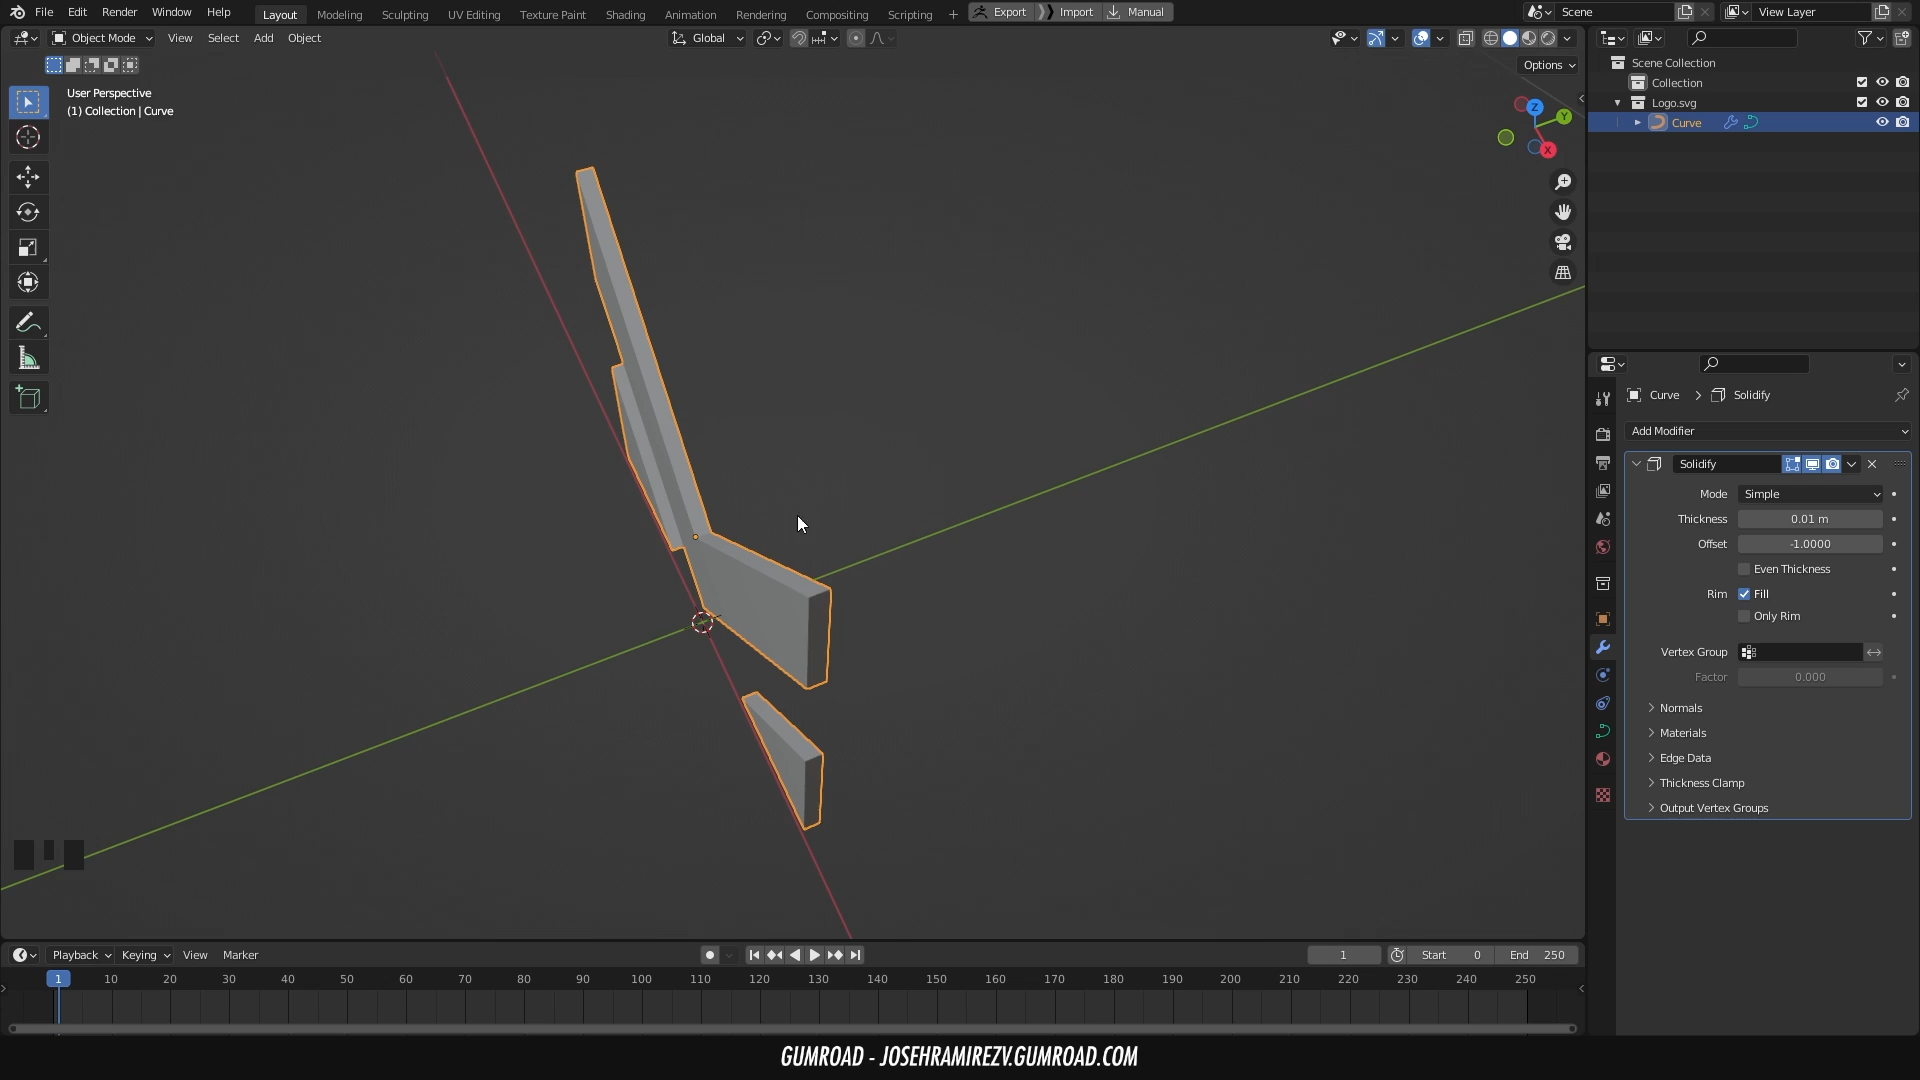 File Edit Render Window Help
Layout Modeling Sculpting UV Editing Texture Paint Shading Animation Rendering Compositing Scripting +
Export Import Manual
Scene
View Layer
Object Mode View Select Add Object
Global
Options
User Perspective
(1) Collection | Curve
Z
Y
X
Scene Collection
Collection
Logo.svg
Curve
Curve > Solidify
Add Modifier
Solidify
Mode Simple
Thickness 0.01 m
Offset -1.0000
Even Thickness
Rim Fill
Only Rim
Vertex Group
Factor 0.000
Normals
Materials
Edge Data
Thickness Clamp
Output Vertex Groups
Playback Keying View Marker
1 Start 0 End 250
1 10 20 30 40 50 60 70 80 90 100 110 120 130 140 150 160 170 180 190 200 210 220 230 240 250
GUMROAD - JOSEHRAMIREZV.GUMROAD.COM